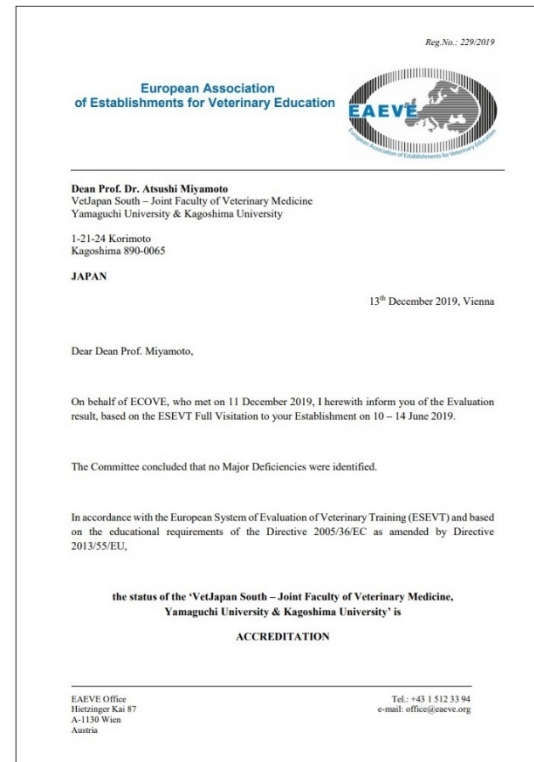 Reg.No.: 229/2019
European Association
of Establishments for Veterinary Education
EAEVE
European Association of Establishments for Veterinary Education
Dean Prof. Dr. Atsushi Miyamoto
VetJapan South – Joint Faculty of Veterinary Medicine
Yamaguchi University & Kagoshima University
1-21-24 Korimoto
Kagoshima 890-0065
JAPAN
13th December 2019, Vienna
Dear Dean Prof. Miyamoto,
On behalf of ECOVE, who met on 11 December 2019, I herewith inform you of the Evaluation
result, based on the ESEVT Full Visitation to your Establishment on 10 – 14 June 2019.
The Committee concluded that no Major Deficiencies were identified.
In accordance with the European System of Evaluation of Veterinary Training (ESEVT) and based
on the educational requirements of the Directive 2005/36/EC as amended by Directive
2013/55/EU,
the status of the ‘VetJapan South – Joint Faculty of Veterinary Medicine,
Yamaguchi University & Kagoshima University’ is
ACCREDITATION
EAEVE Office
Hietzinger Kai 87
A-1130 Wien
Austria
Tel.: +43 1 512 33 94
e-mail: office@eaeve.org